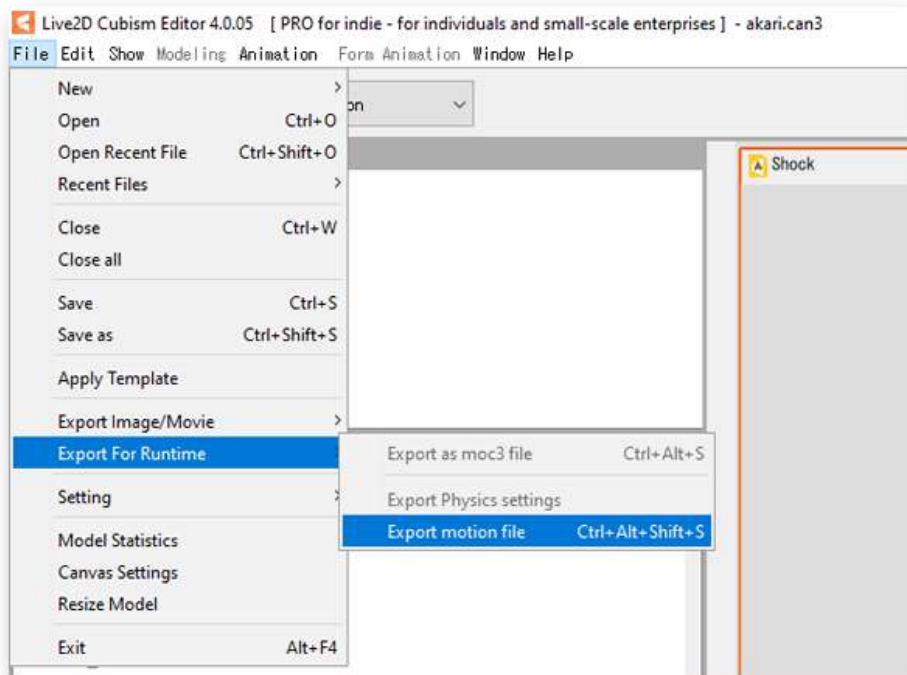 Live2D Cubism Editor 4.0.05 [ PRO for indie - for individuals and small-scale enterprises ] - akari.can3
File Edit Show Modeling Animation Form Animation Window Help
New
on
Open Ctrl+O
Open Recent File Ctrl+Shift+O
Recent Files
Shock
Close Ctrl+W
Close all
Save Ctrl+S
Save as Ctrl+Shift+S
Apply Template
Export Image/Movie
Export For Runtime
Export as moc3 file Ctrl+Alt+S
Export Physics settings
Export motion file Ctrl+Alt+Shift+S
Setting
Model Statistics
Canvas Settings
Resize Model
Exit Alt+F4